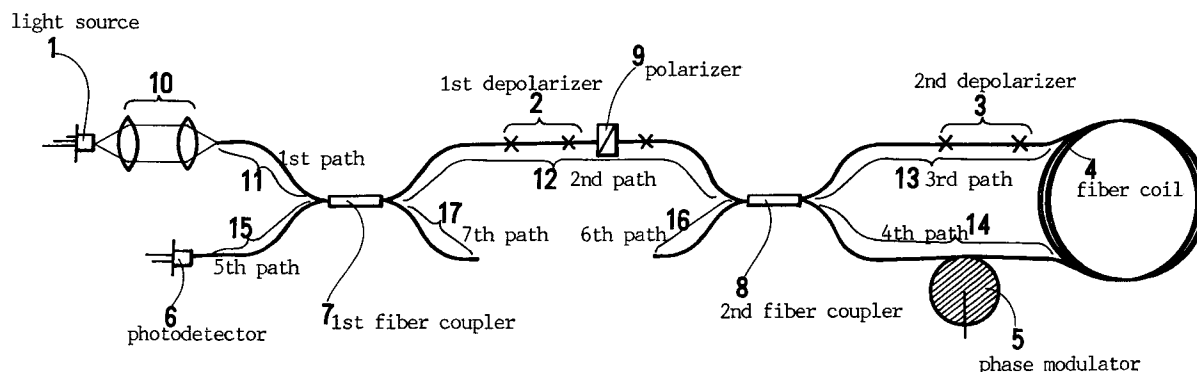 light source
1
10
1st depolarizer
2
9
polarizer
2nd depolarizer
3
1st path
11
12 2nd path
13 3rd path
4
fiber coil
15
5th path
17
7th path
16
6th path
4th path 14
6
photodetector
7 1st fiber coupler
8
2nd fiber coupler
5
phase modulator